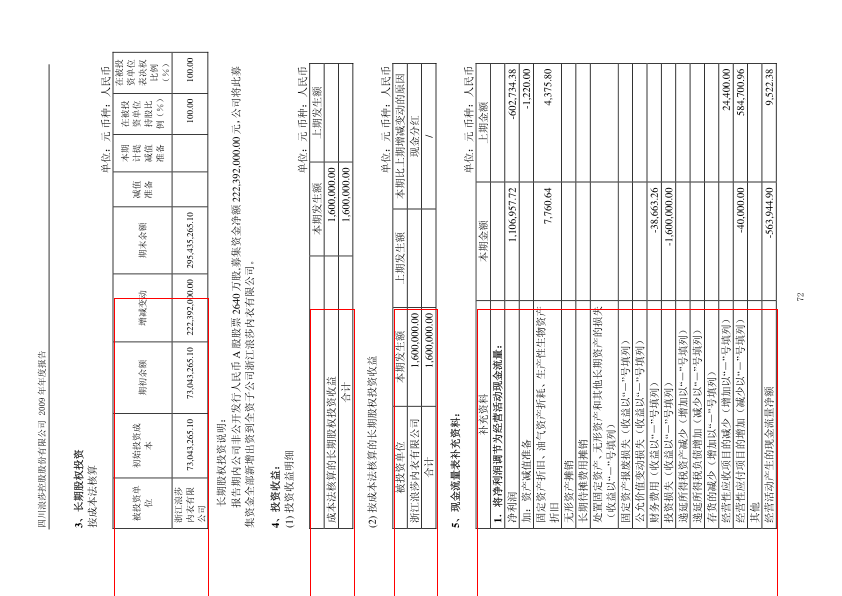 四川浪莎控股股份有限公司 2009 年年度报告
3、长期股权投资
按成本法核算
单位：元 币种：人民币
被投资单位 初始投资成本 期初余额 增减变动 期末余额 减值准备 本期计提减值准备 在被投资单位持股比例（%） 在被投资单位表决权比例（%）
浙江浪莎内衣有限公司 73,043,265.10 73,043,265.10 222,392,000.00 295,435,265.10 100.00 100.00
长期股权投资说明:
报告期内公司非公开发行人民币 A 股股票 2640 万股,募集资金净额 222,392,000.00 元,公司将此募
集资金全部新增出资到全资子公司浙江浪莎内衣有限公司。
4、投资收益：
(1) 投资收益明细
单位：元 币种：人民币
本期发生额 上期发生额
成本法核算的长期股权投资收益 1,600,000.00
合计 1,600,000.00
(2) 按成本法核算的长期股权投资收益
单位：元 币种：人民币
被投资单位 本期发生额 上期发生额 本期比上期增减变动的原因
浙江浪莎内衣有限公司 1,600,000.00 现金分红
合计 1,600,000.00 /
5、现金流量表补充资料：
单位：元 币种：人民币
补充资料 本期金额 上期金额
1．将净利润调节为经营活动现金流量：
净利润 1,106,957.72 -602,734.38
加：资产减值准备 -1,220.00
固定资产折旧、油气资产折耗、生产性生物资产
折旧 7,760.64 4,375.80
无形资产摊销
长期待摊费用摊销
处置固定资产、无形资产和其他长期资产的损失
（收益以“－”号填列）
固定资产报废损失（收益以“－”号填列）
公允价值变动损失（收益以“－”号填列）
财务费用（收益以“－”号填列） -38,663.26
投资损失（收益以“－”号填列） -1,600,000.00
递延所得税资产减少（增加以“－”号填列）
递延所得税负债增加（减少以“－”号填列）
存货的减少（增加以“－”号填列）
经营性应收项目的减少（增加以“－”号填列） 24,400.00
经营性应付项目的增加（减少以“－”号填列） -40,000.00 584,700.96
其他
经营活动产生的现金流量净额 -563,944.90 9,522.38
72